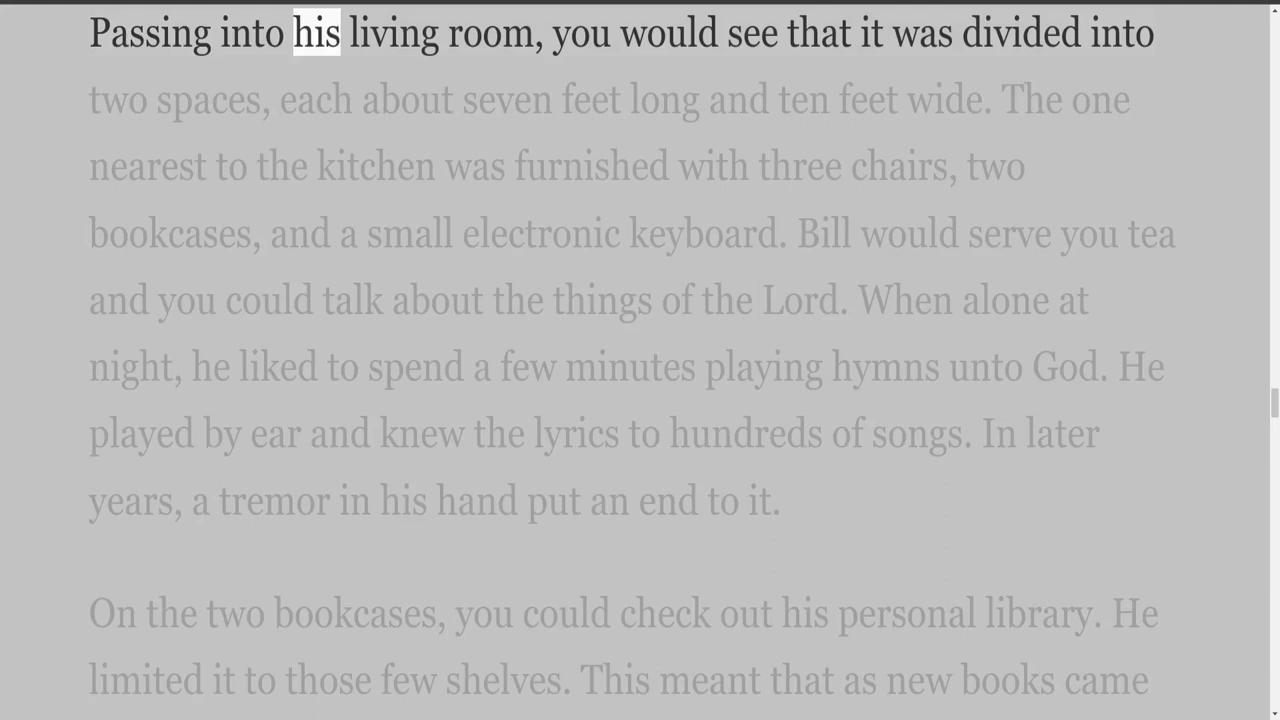 Passing into his living room, you would see that it was divided into
two spaces, each about seven feet long and ten feet wide. The one
nearest to the kitchen was furnished with three chairs, two
bookcases, and a small electronic keyboard. Bill would serve you tea
and you could talk about the things of the Lord. When alone at
night, he liked to spend a few minutes playing hymns unto God. He
played by ear and knew the lyrics to hundreds of songs. In later
years, a tremor in his hand put an end to it.
On the two bookcases, you could check out his personal library. He
limited it to those few shelves. This meant that as new books came